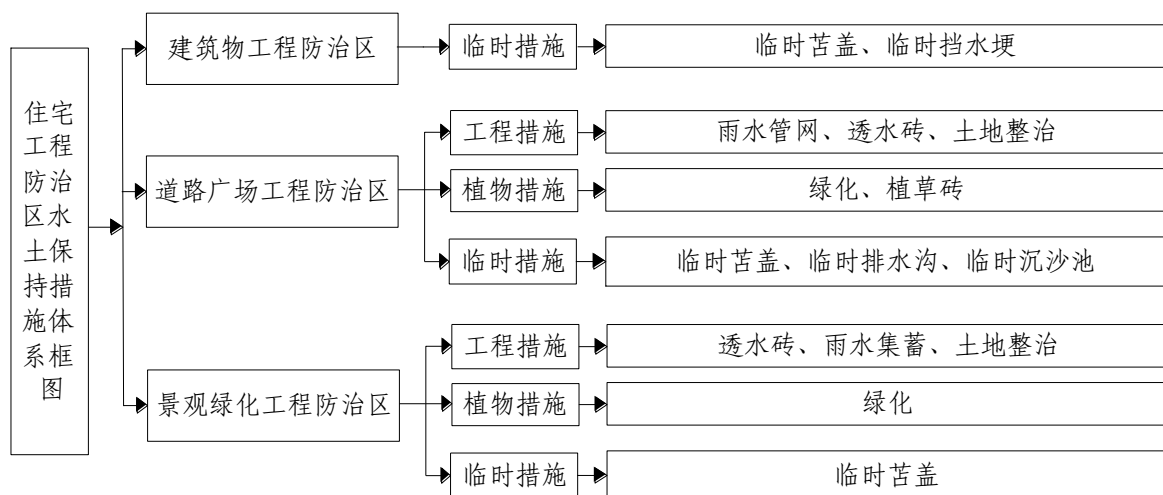 住宅
工程
防治
区水
土保
持措
施体
系框
图
建筑物工程防治区
临时措施
临时苫盖、临时挡水埂
道路广场工程防治区
工程措施
雨水管网、透水砖、土地整治
植物措施
绿化、植草砖
临时措施
临时苫盖、临时排水沟、临时沉沙池
景观绿化工程防治区
工程措施
透水砖、雨水集蓄、土地整治
植物措施
绿化
临时措施
临时苫盖